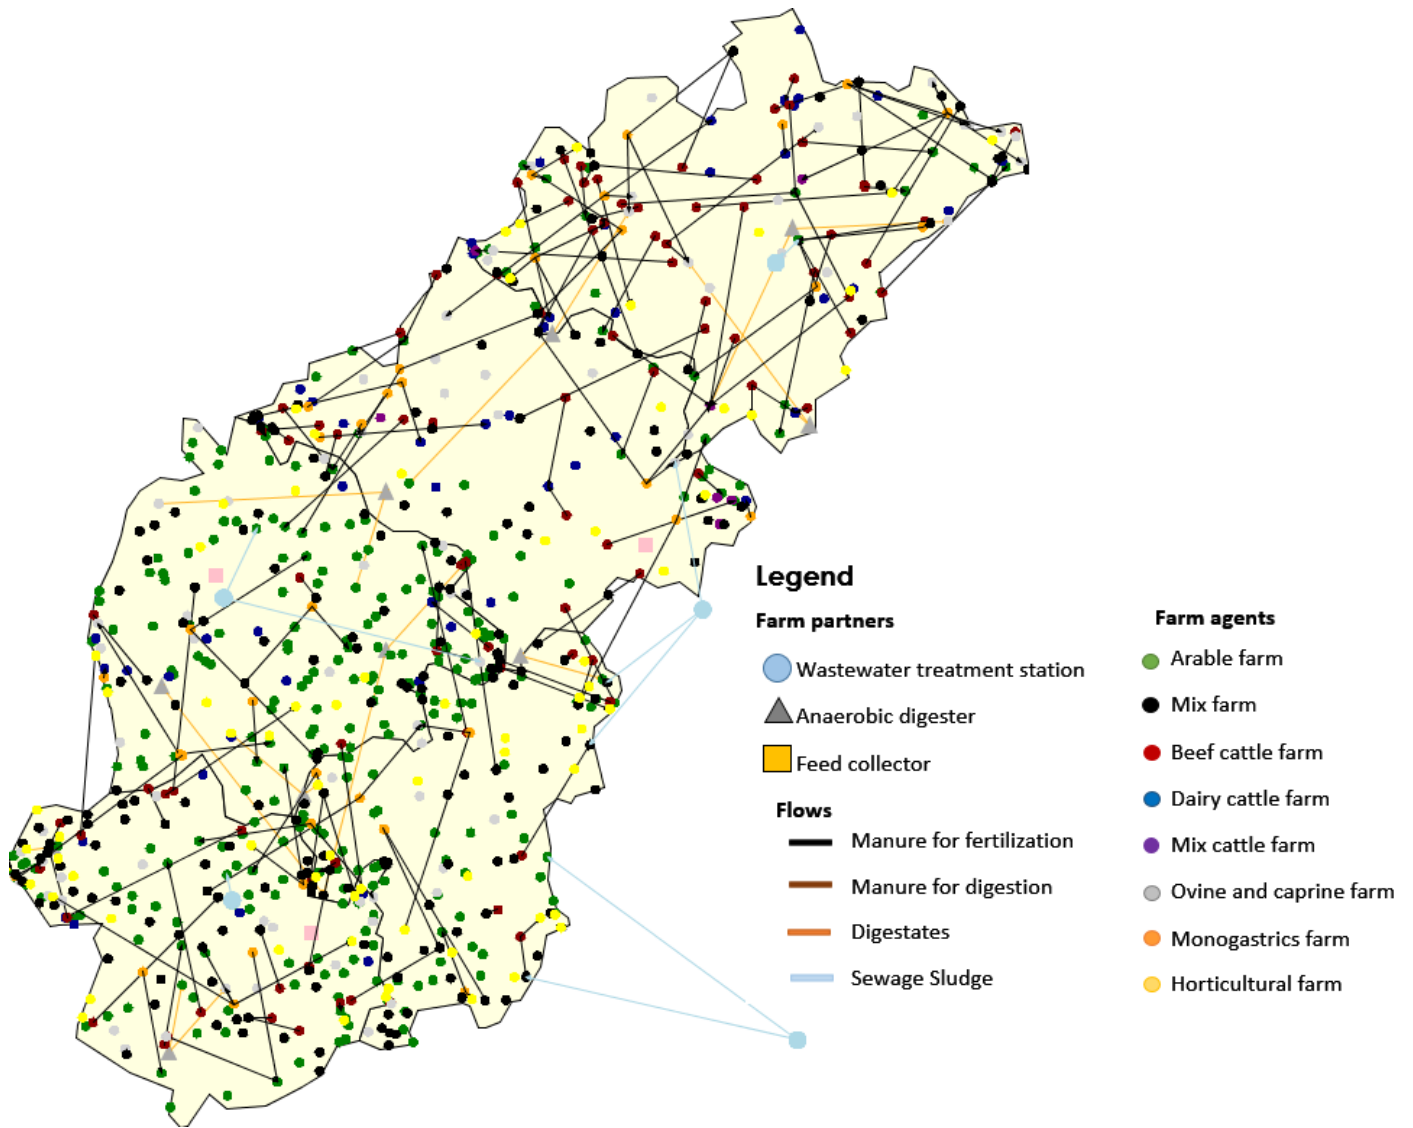 Legend
Farm partners
Wastewater treatment station
Anaerobic digester
Feed collector
Flows
Manure for fertilization
Manure for digestion
Digestates
Sewage Sludge
Farm agents
Arable farm
Mix farm
Beef cattle farm
Dairy cattle farm
Mix cattle farm
Ovine and caprine farm
Monogastrics farm
Horticultural farm